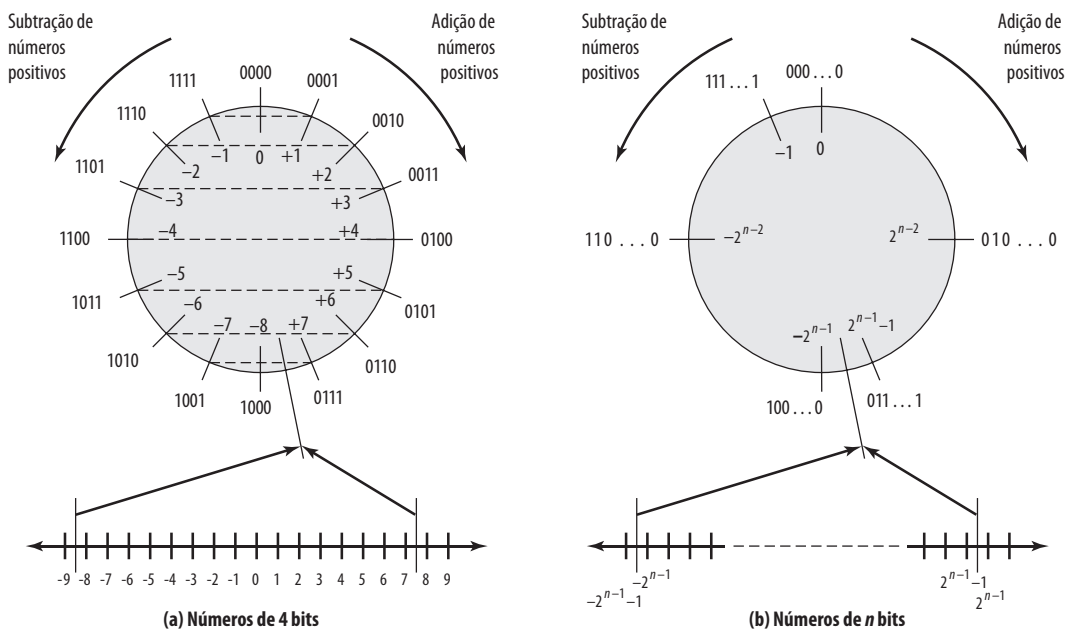 Subtração de
números
positivos
Adição de
números
positivos
0000
1111
0001
1110
0010
1101
0011
1100
0100
1011
0101
1010
0110
1001
0111
1000
–1
0
+1
–2
+2
–3
+3
–4
+4
–5
+5
–6
+6
–7
–8
+7
-9 -8 -7 -6 -5 -4 -3 -2 -1 0 1 2 3 4 5 6 7 8 9
(a) Números de 4 bits
Subtração de
números
positivos
Adição de
números
positivos
000 . . . 0
111 . . . 1
–1
0
110 . . . 0
–2^{n–2}
2^{n–2}
010 . . . 0
–2^{n–1}
2^{n–1}–1
100 . . . 0
011 . . . 1
–2^{n–1}
–2^{n–1}–1
2^{n–1}–1
2^{n–1}
(b) Números de n bits